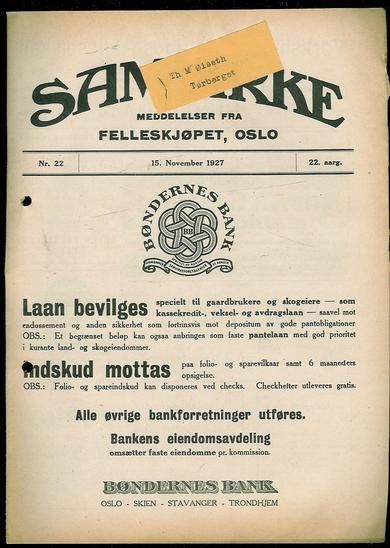 Th M Øiseth
Torbergst
SAMVIRKE
MEDDELELSER FRA
FELLESKJØPET, OSLO
Nr. 22
15. November 1927
22. aarg.
BØNDERNES BANK
BB
Laan bevilges specielt til gaardbrukere og skogeiere — som
kassekredit-, veksel- og avdragslaan — saavel mot
endossement og anden sikkerhet som fortrinsvis mot depositum av gode pantobligationer
OBS.: Et begrænset beløp kan ogsaa anbringes som faste pantelaan med god prioritet
i kurante land- og skogeiendommer.
Indskud mottas paa folio- og sparevilkaar samt 6 maaneders
opsigelse.
OBS.: Folio- og spareindskud kan disponeres ved checks. Checkhefter utleveres gratis.
Alle øvrige bankforretninger utføres.
Bankens eiendomsavdeling
omsætter faste eiendomme pr. kommission.
BØNDERNES BANK
OSLO - SKIEN - STAVANGER - TRONDHJEM